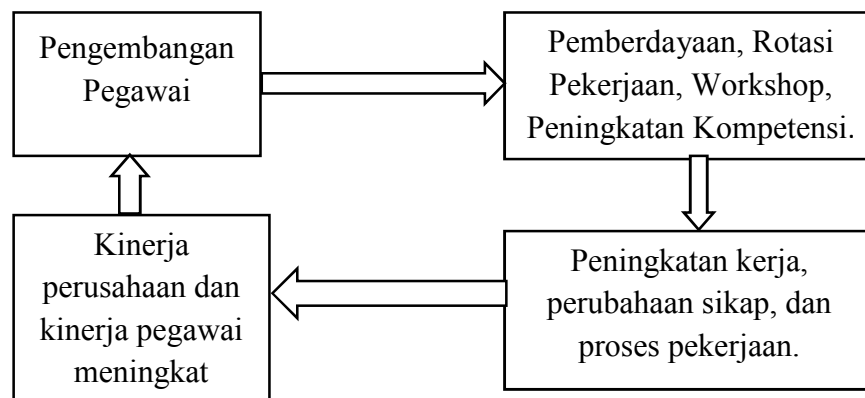 Pengembangan
Pegawai
Pemberdayaan, Rotasi
Pekerjaan, Workshop,
Peningkatan Kompetensi.
Peningkatan kerja,
perubahaan sikap, dan
proses pekerjaan.
Kinerja
perusahaan dan
kinerja pegawai
meningkat